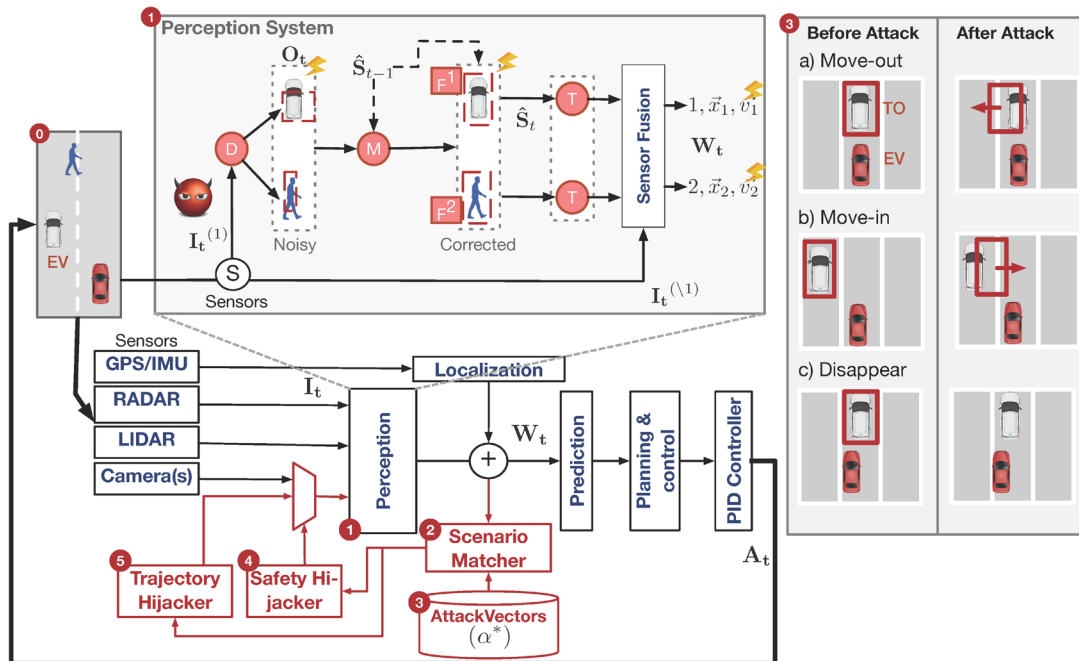 1
Perception System
O_t
Ŝ_{t-1}
F^1
Ŝ_t
D
M
T
T
F^2
Sensor Fusion
1, x⃗_1, v⃗_1
W_t
2, x⃗_2, v⃗_2
Noisy
Corrected
I_t^{(1)}
S
Sensors
I_t^{(\1)}
0
EV
Sensors
GPS/IMU
RADAR
LIDAR
Camera(s)
I_t
Localization
Perception
1
+
W_t
Prediction
Planning &
control
PID Controller
A_t
2
Scenario
Matcher
3
AttackVectors
(α*)
4
Safety Hi-
jacker
5
Trajectory
Hijacker
3
Before Attack
After Attack
a) Move-out
TO
EV
b) Move-in
c) Disappear